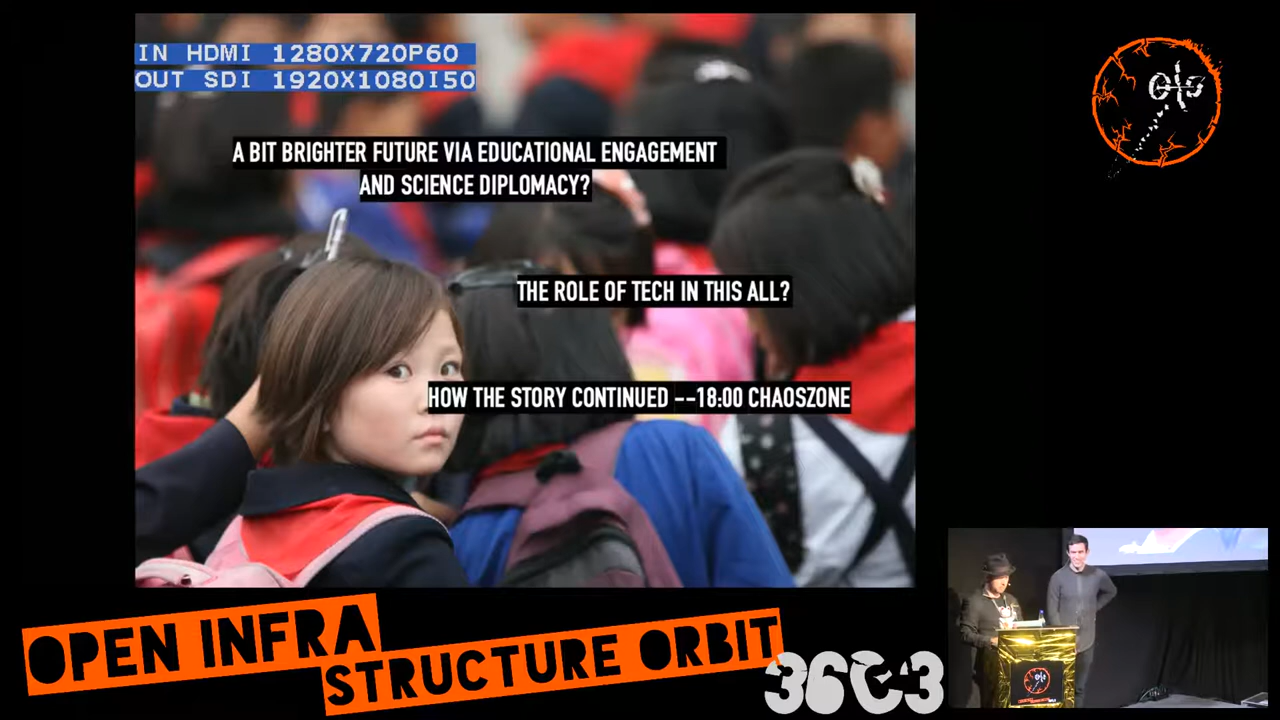 IN HDMI 1280X720P60
OUT SDI 1920X1080I50
A BIT BRIGHTER FUTURE VIA EDUCATIONAL ENGAGEMENT
AND SCIENCE DIPLOMACY?
THE ROLE OF TECH IN THIS ALL?
HOW THE STORY CONTINUED --18:00 CHAOSZONE
OPEN INFRA
STRUCTURE ORBIT
36C3